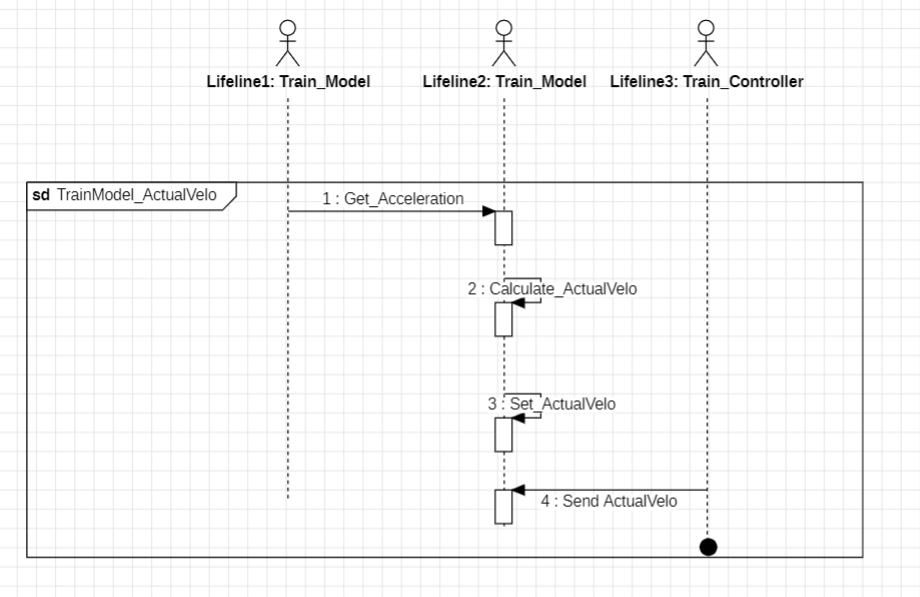 Lifeline1: Train_Model
Lifeline2: Train_Model
Lifeline3: Train_Controller
sd TrainModel_ActualVelo
1 : Get_Acceleration
2 : Calculate_ActualVelo
3 : Set_ActualVelo
4 : Send ActualVelo